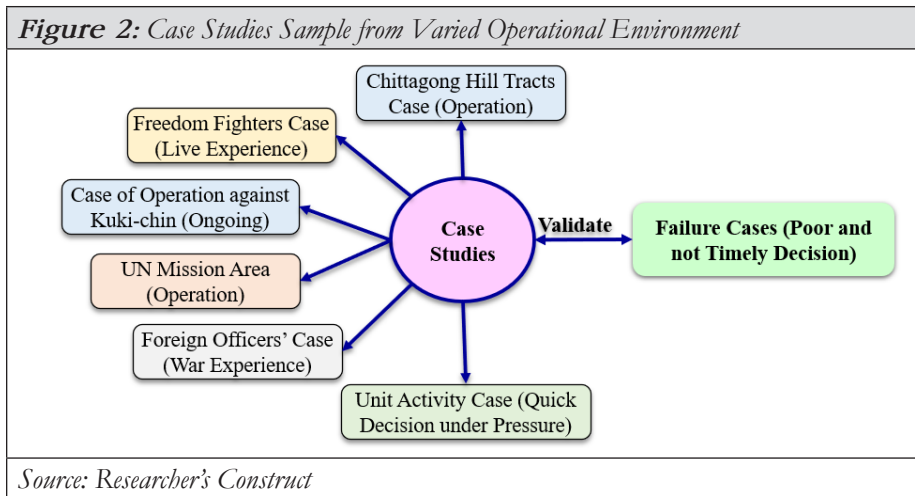 Figure 2: Case Studies Sample from Varied Operational Environment
Chittagong Hill Tracts
Case (Operation)
Freedom Fighters Case
(Live Experience)
Case of Operation against
Kuki-chin (Ongoing)
UN Mission Area
(Operation)
Foreign Officers' Case
(War Experience)
Unit Activity Case (Quick
Decision under Pressure)
Case
Studies
Validate
Failure Cases (Poor and
not Timely Decision)
Source: Researcher's Construct